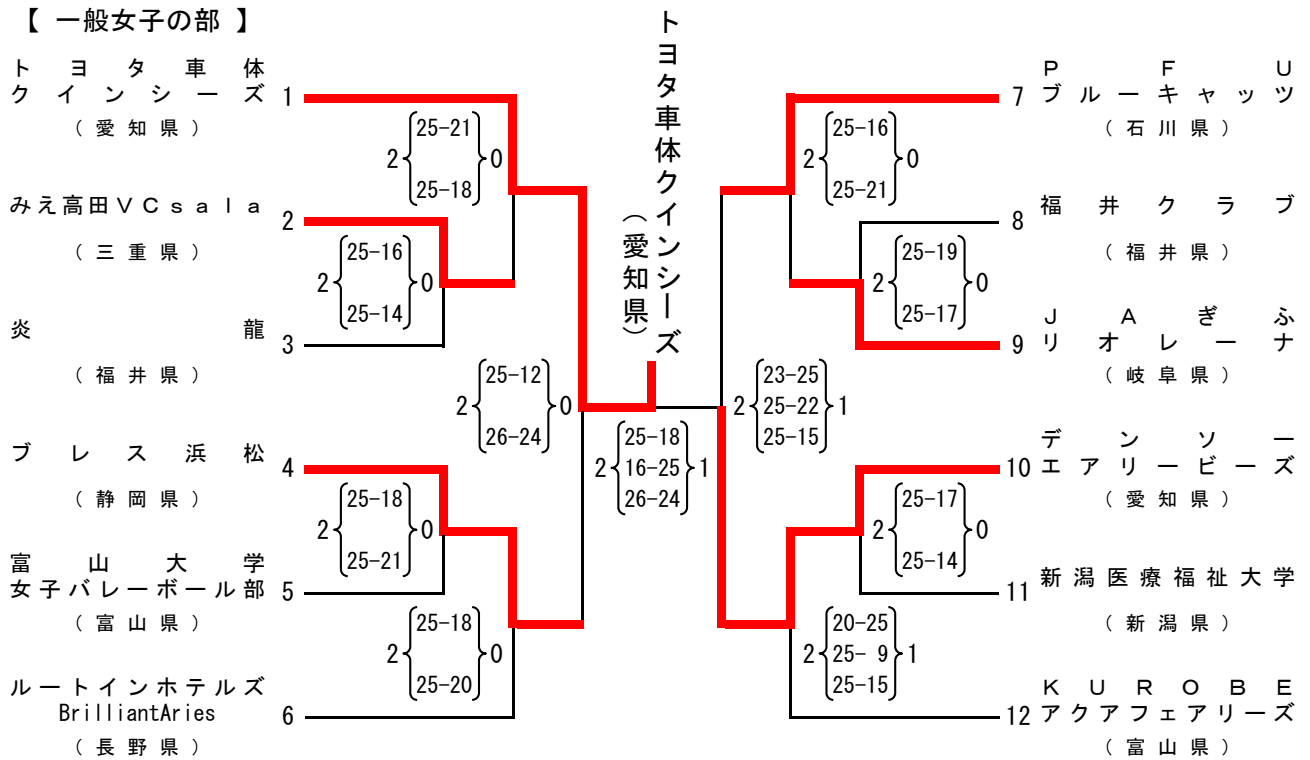 【 一般女子の部 】
トヨタ車体
クインシーズ 1
（ 愛 知 県 ）
2 25-21 0
25-18
みえ高田ＶＣｓａｌａ 2
（ 三 重 県 ）
2 25-16 0
25-14
炎龍 3
（ 福 井 県 ）
2 25-12 0
26-24
ブレス浜松 4
（ 静 岡 県 ）
2 25-18 0
25-21
富山大学
女子バレーボール部 5
（ 富 山 県 ）
2 25-18 0
25-20
ルートインホテルズ
BrilliantAries 6
（ 長 野 県 ）
トヨタ車体クインシーズ
（愛知県）
2 25-18 1
16-25
26-24
ＰＦＵ
7 ブルーキャッツ
（ 石 川 県 ）
2 25-16 0
25-21
8 福井クラブ
（ 福 井 県 ）
2 25-19 0
25-17
ＪＡぎふ
9 リオレーナ
（ 岐 阜 県 ）
2 23-25 1
25-22
25-15
デンソー
10 エアリービーズ
（ 愛 知 県 ）
2 25-17 0
25-14
11 新潟医療福祉大学
（ 新 潟 県 ）
2 20-25 1
25- 9
25-15
ＫＵＲＯＢＥ
12 アクアフェアリーズ
（ 富 山 県 ）